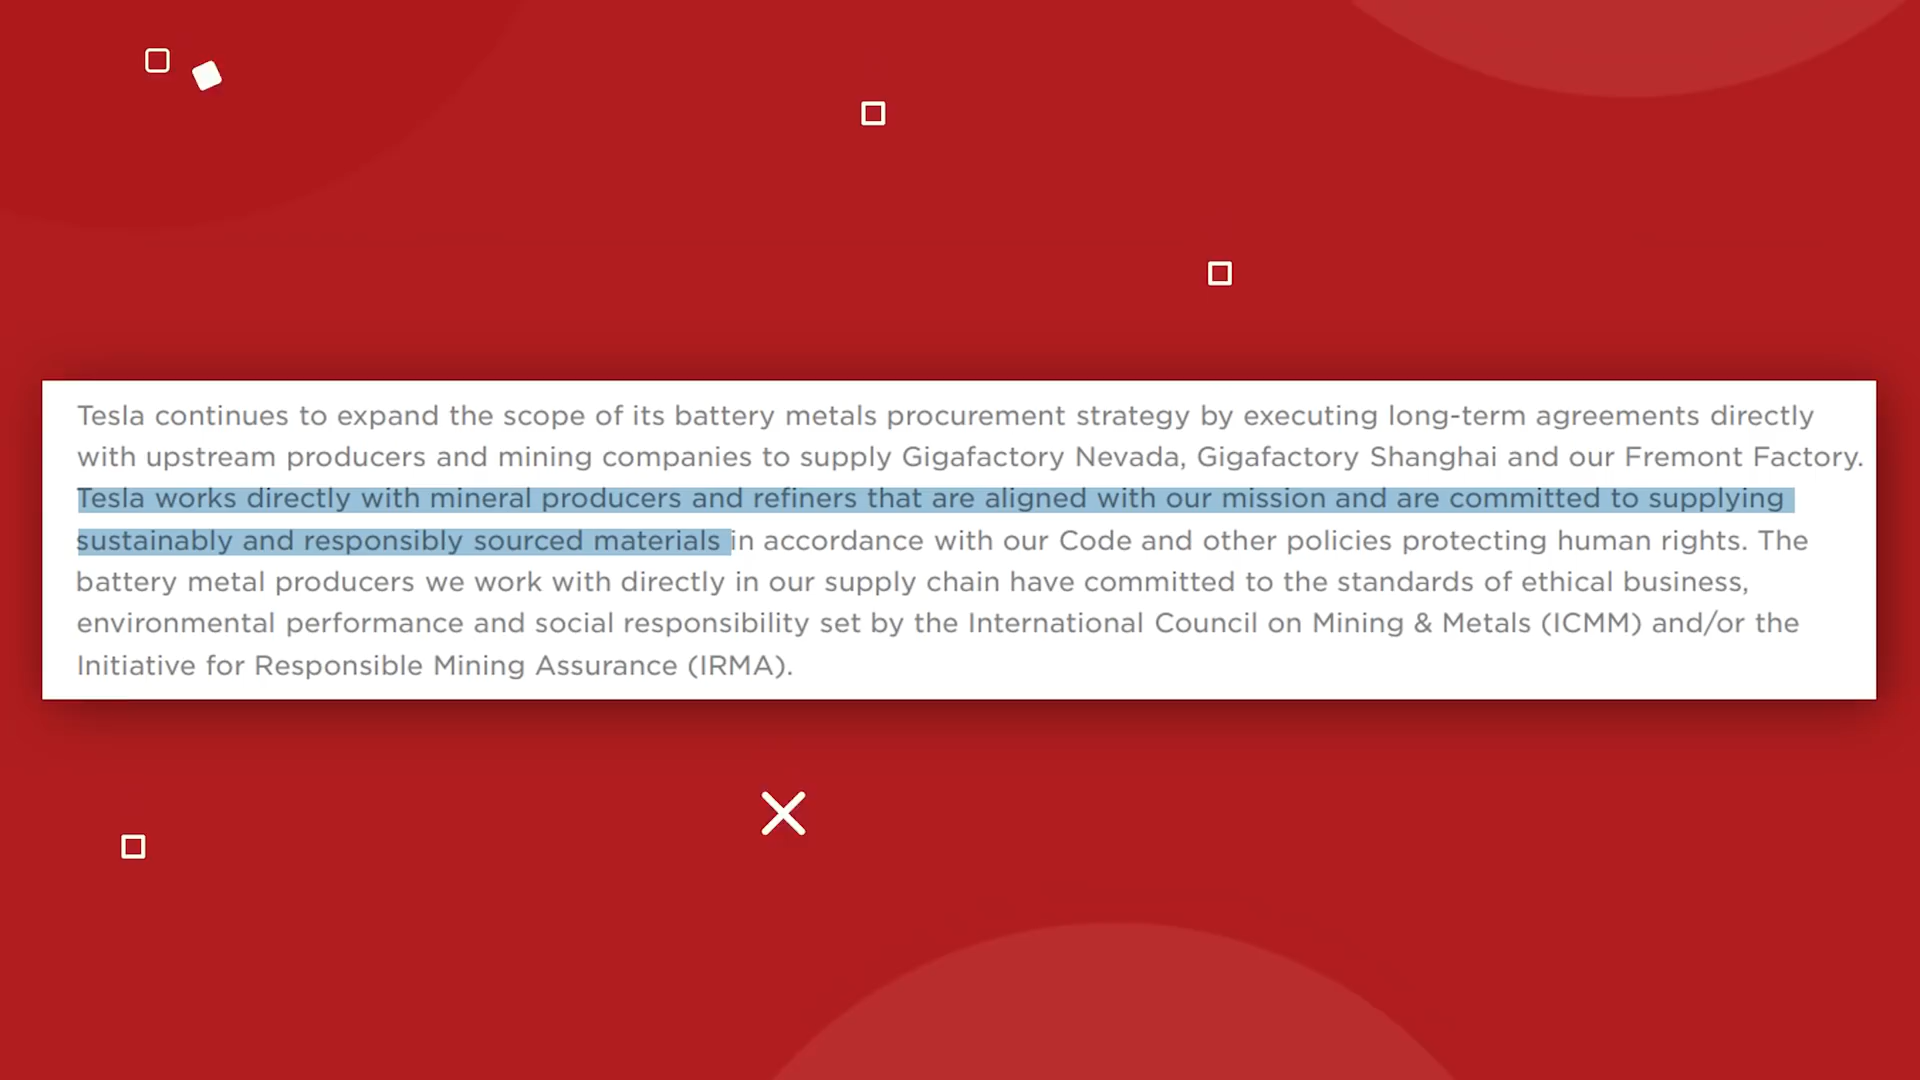 Tesla continues to expand the scope of its battery metals procurement strategy by executing long-term agreements directly
with upstream producers and mining companies to supply Gigafactory Nevada, Gigafactory Shanghai and our Fremont Factory.
Tesla works directly with mineral producers and refiners that are aligned with our mission and are committed to supplying
sustainably and responsibly sourced materials in accordance with our Code and other policies protecting human rights. The
battery metal producers we work with directly in our supply chain have committed to the standards of ethical business,
environmental performance and social responsibility set by the International Council on Mining & Metals (ICMM) and/or the
Initiative for Responsible Mining Assurance (IRMA).